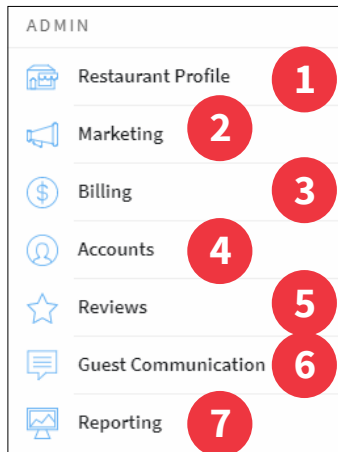 ADMIN
Restaurant Profile 1
Marketing 2
$ Billing 3
Accounts 4
Reviews 5
Guest Communication 6
Reporting 7